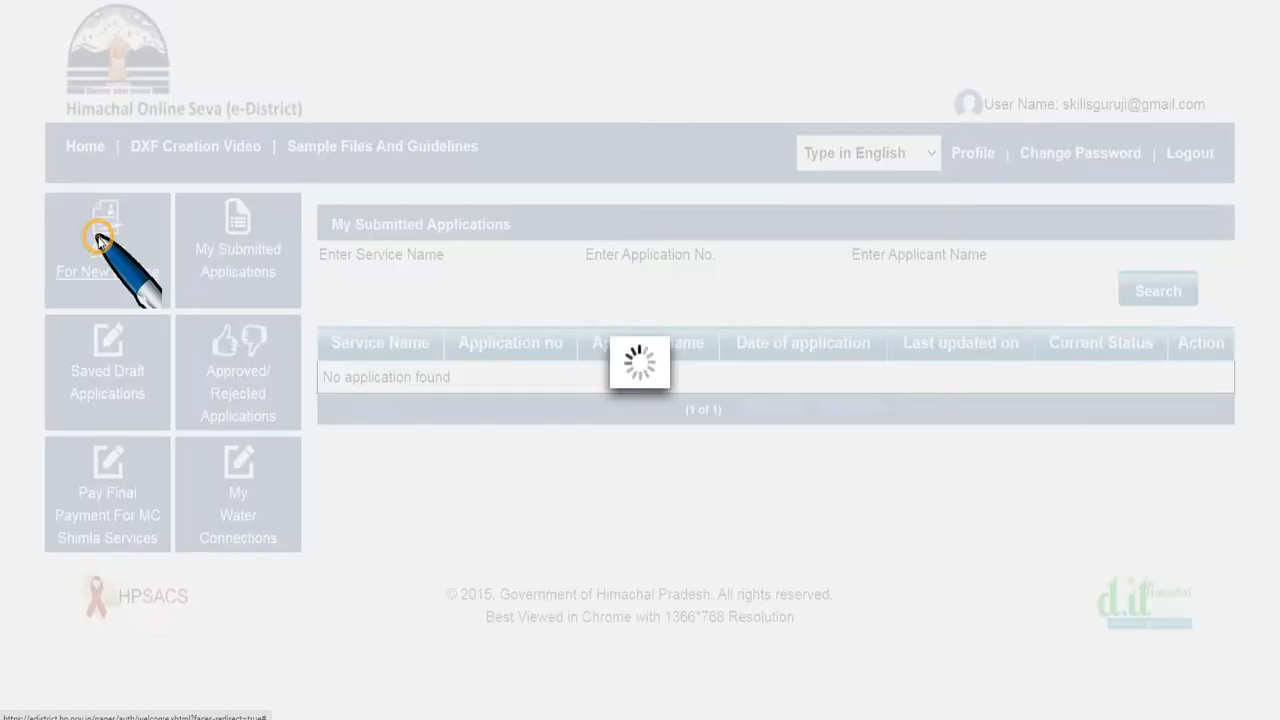 Himachal Online Seva (e-District)
User Name: skillsguruji@gmail.com
Home | DXF Creation Video | Sample Files And Guidelines
Type in English
Profile | Change Password | Logout
For New
My Submitted
Applications
Saved Draft
Applications
Approved/
Rejected
Applications
Pay Final
Payment For MC
Shimla Services
My
Water
Connections
My Submitted Applications
Enter Service Name
Enter Application No.
Enter Applicant Name
Search
Service Name
Application no
Date of application
Last updated on
Current Status
Action
No application found
(1 of 1)
HPSACS
© 2015. Government of Himachal Pradesh. All rights reserved.
Best Viewed in Chrome with 1366*768 Resolution
d.it Himachal